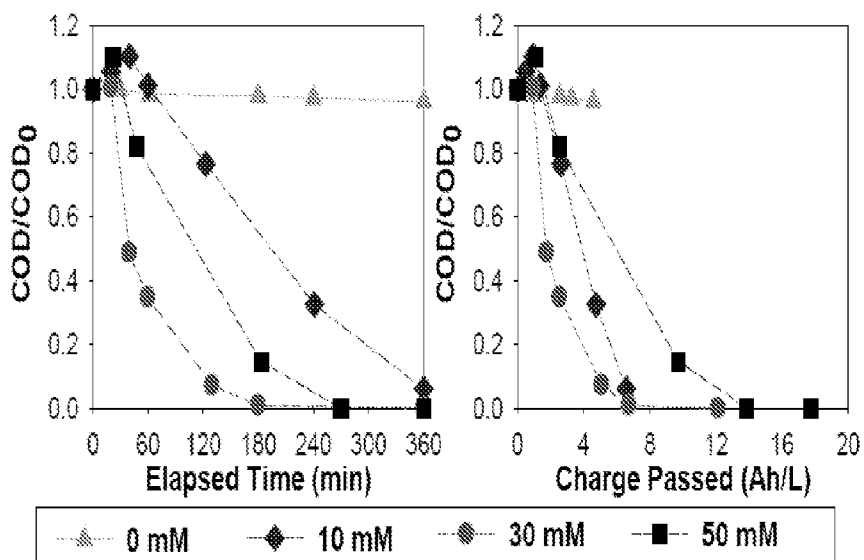 COD/COD0
1.2
1.0
0.8
0.6
0.4
0.2
0.0
0 60 120 180 240 300 360
Elapsed Time (min)
COD/COD0
1.2
1.0
0.8
0.6
0.4
0.2
0.0
0 4 8 12 16 20
Charge Passed (Ah/L)
0 mM 10 mM 30 mM 50 mM